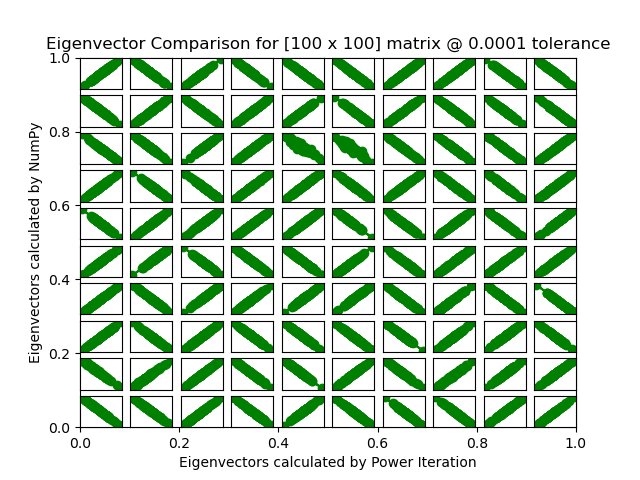 Eigenvector Comparison for [100 x 100] matrix @ 0.0001 tolerance
1.0
0.8
0.6
0.4
0.2
0.0
Eigenvectors calculated by NumPy
0.0 0.2 0.4 0.6 0.8 1.0
Eigenvectors calculated by Power Iteration